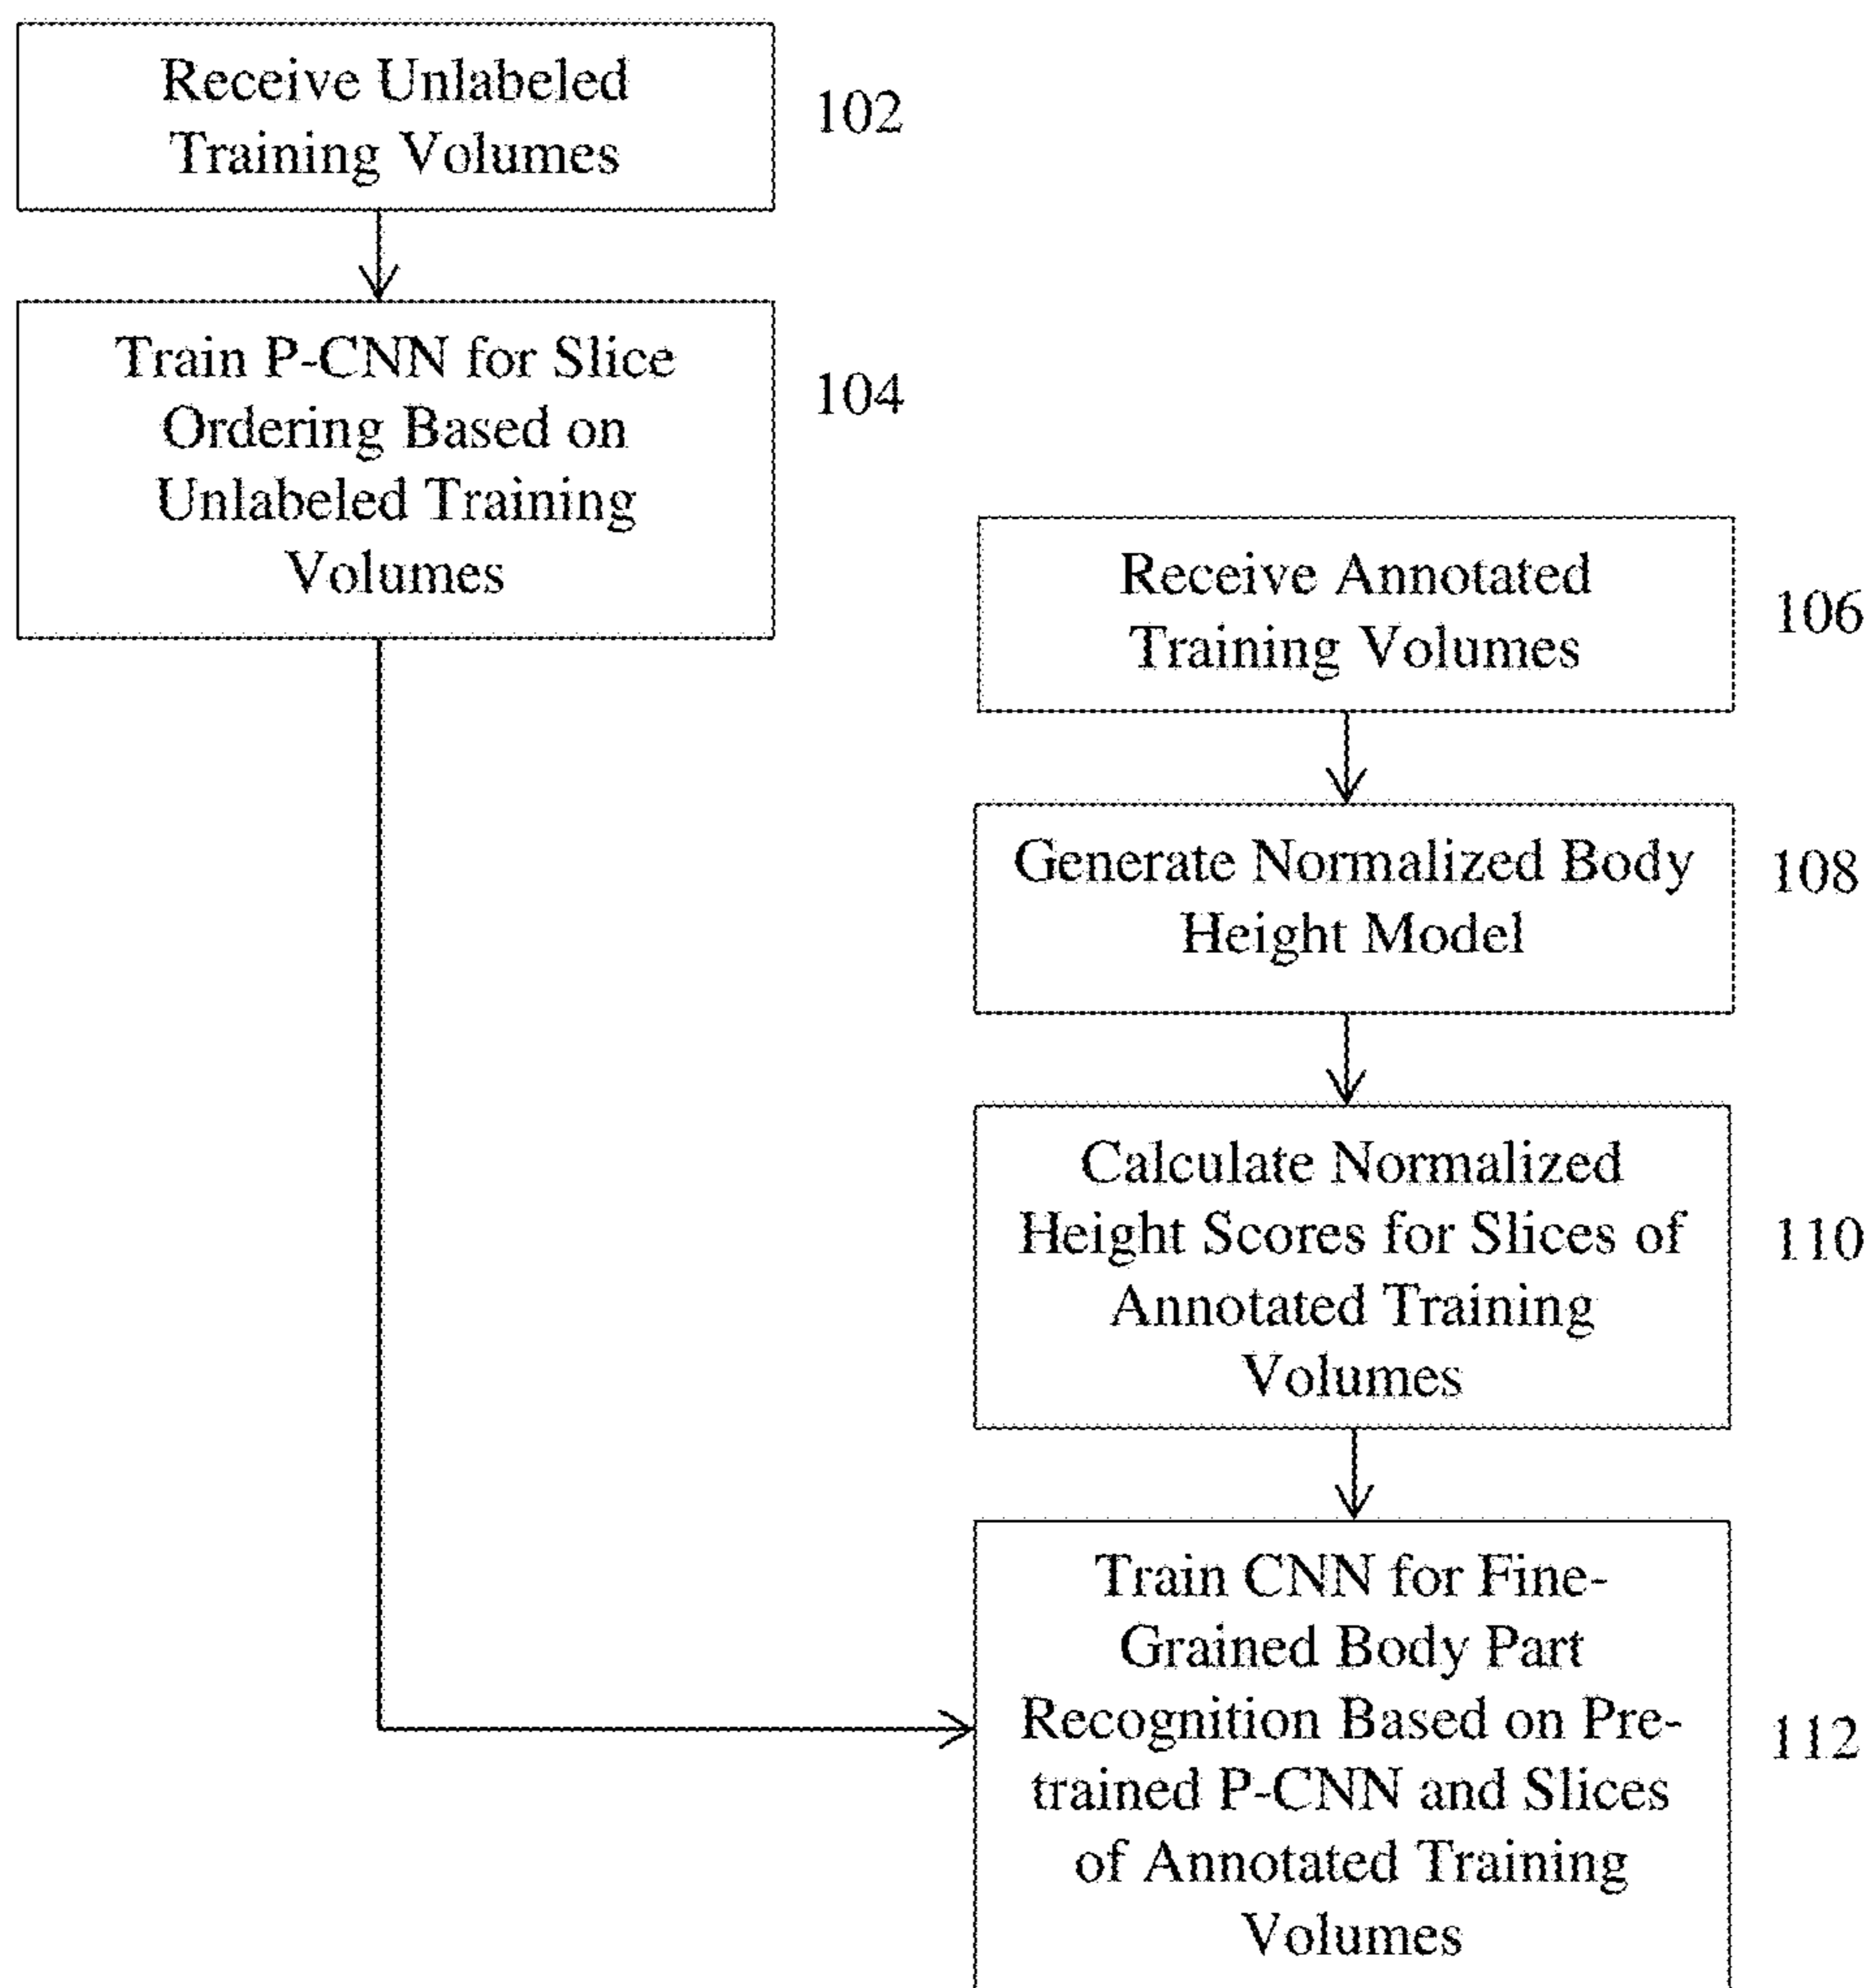 Receive Unlabeled
Training Volumes
102
Train P-CNN for Slice
Ordering Based on
Unlabeled Training
Volumes
104
Receive Annotated
Training Volumes
106
Generate Normalized Body
Height Model
108
Calculate Normalized
Height Scores for Slices of
Annotated Training
Volumes
110
Train CNN for Fine-
Grained Body Part
Recognition Based on Pre-
trained P-CNN and Slices
of Annotated Training
Volumes
112